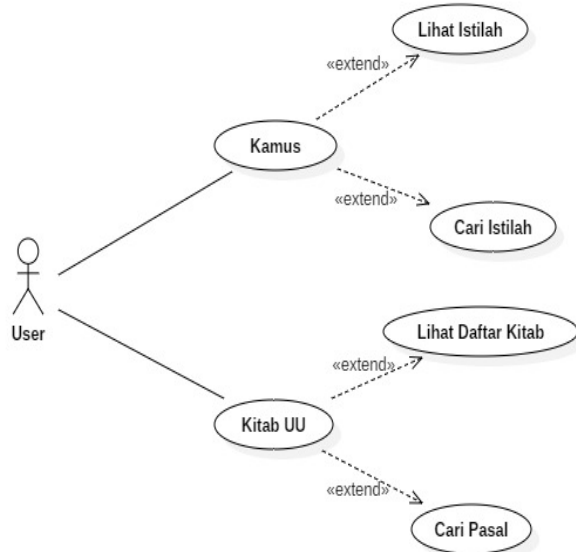 Lihat Istilah
«extend»
Kamus
«extend»
Cari Istilah
User
Lihat Daftar Kitab
«extend»
Kitab UU
«extend»
Cari Pasal